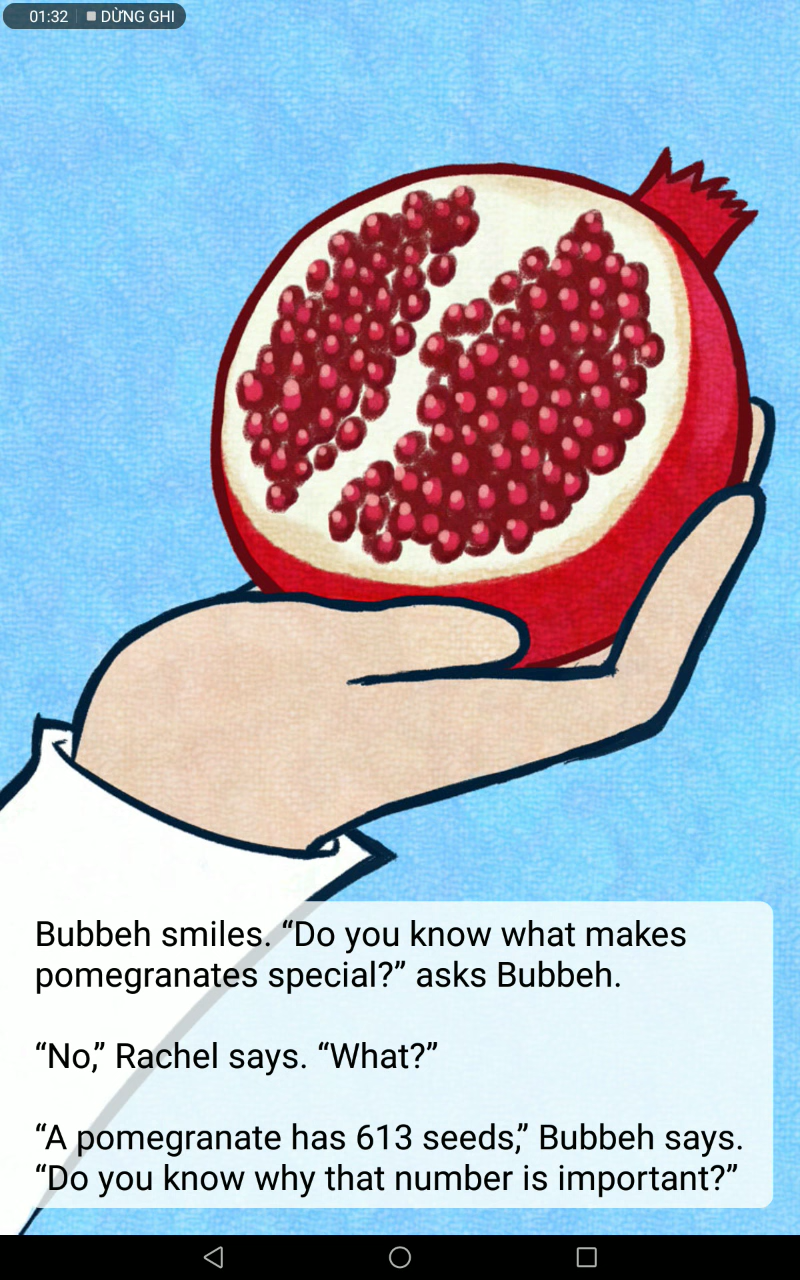 01:32 DỪNG GHI
Bubbeh smiles. “Do you know what makes
pomegranates special?” asks Bubbeh.
“No,” Rachel says. “What?”
“A pomegranate has 613 seeds,” Bubbeh says.
“Do you know why that number is important?”